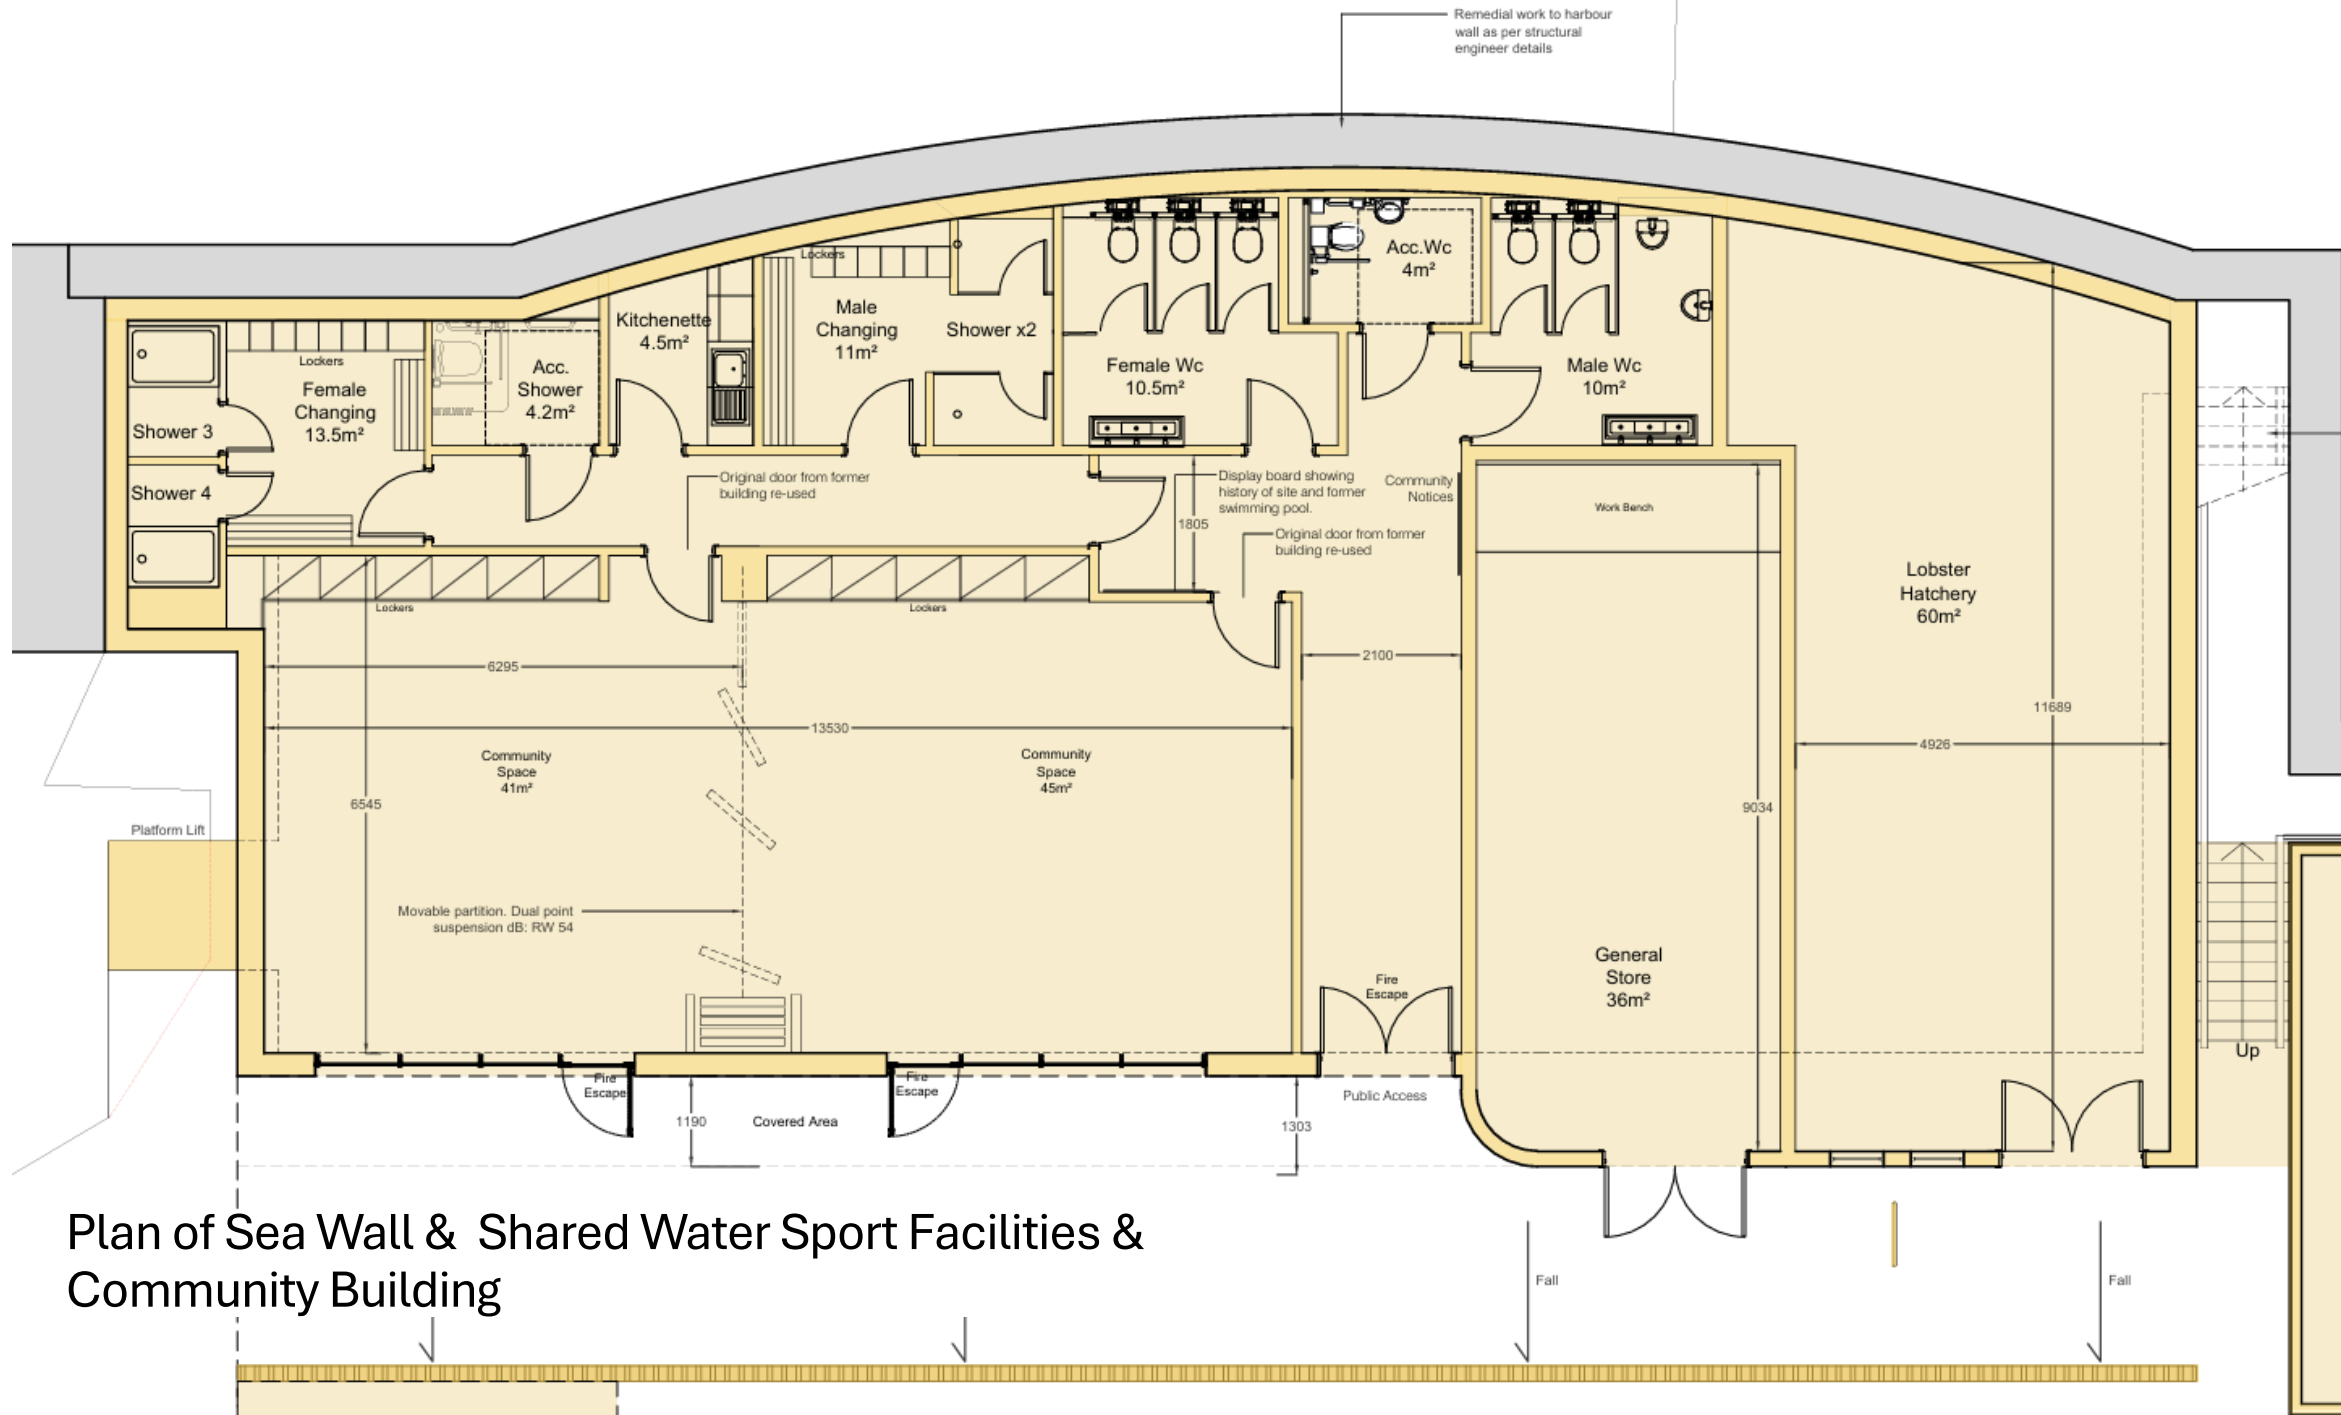 Remedial work to harbour
wall as per structural
engineer details
Lockers
Acc.Wc
4m²
Kitchenette
4.5m²
Male
Changing
11m²
Shower x2
Lockers
Female
Changing
13.5m²
Acc.
Shower
4.2m²
Female Wc
10.5m²
Male Wc
10m²
Shower 3
Shower 4
Original door from former
building re-used
Display board showing
history of site and former
swimming pool.
Community
Notices
1805
Original door from former
building re-used
Work Bench
Lobster
Hatchery
60m²
Lockers
Lockers
6295
2100
13530
11689
4926
Community
Space
41m²
Community
Space
45m²
6545
9034
Platform Lift
Movable partition. Dual point
suspension dB: RW 54
General
Store
36m²
Fire
Escape
Up
Fire
Escape
Fire
Escape
Public Access
1190
Covered Area
1303
Plan of Sea Wall &  Shared Water Sport Facilities &
Community Building
Fall
Fall